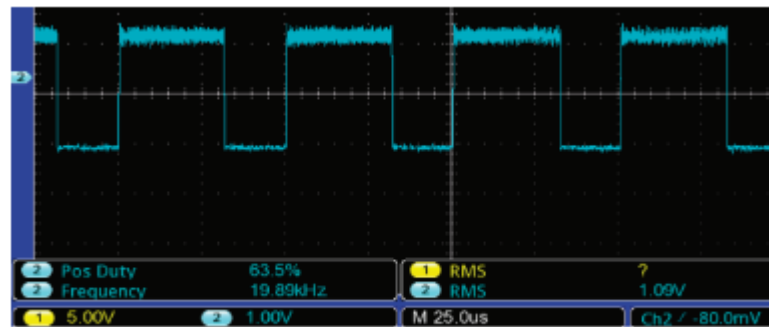 2
2 Pos Duty 63.5% 1 RMS ?
2 Frequency 19.89kHz 2 RMS 1.09V
1 5.00V 2 1.00V M 25.0us Ch2 / -80.0mV